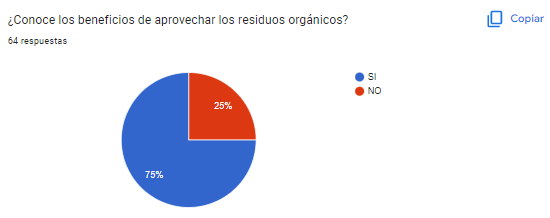 ¿Conoce los beneficios de aprovechar los residuos orgánicos?
Copiar
64 respuestas
SI
NO
25%
75%